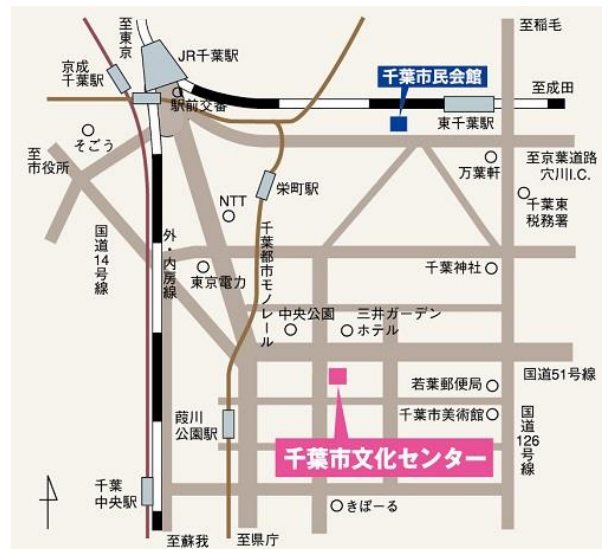 至東京
JR千葉駅
至稲毛
京成
千葉駅
千葉市民会館
至成田
駅前交番
東千葉駅
そごう
至
市役所
万葉軒
至京葉道路
穴川I.C.
栄町駅
NTT
千葉東
税務署
国道14号線
外・内房線
千葉都市モノレール
東京電力
千葉神社
中央公園
三井ガーデン
ホテル
国道51号線
若葉郵便局
千葉市美術館
国道126号線
葭川
公園駅
千葉市文化センター
千葉
中央駅
きぼーる
至蘇我
至県庁